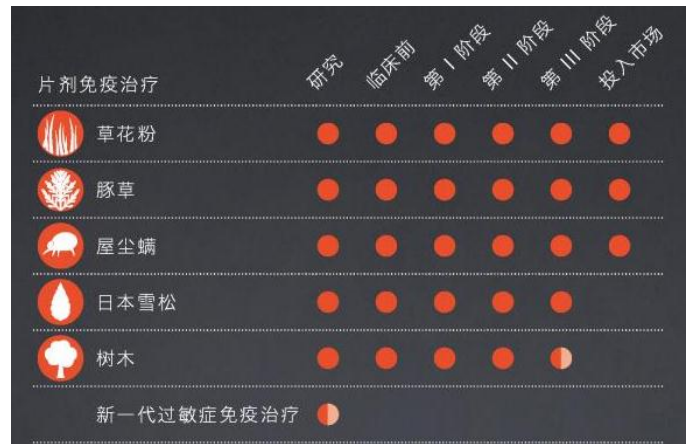 片剂免疫治疗
研究
临床前
第 I 阶段
第 II 阶段
第 III 阶段
投入市场
草花粉
豚草
屋尘螨
日本雪松
树木
新一代过敏症免疫治疗